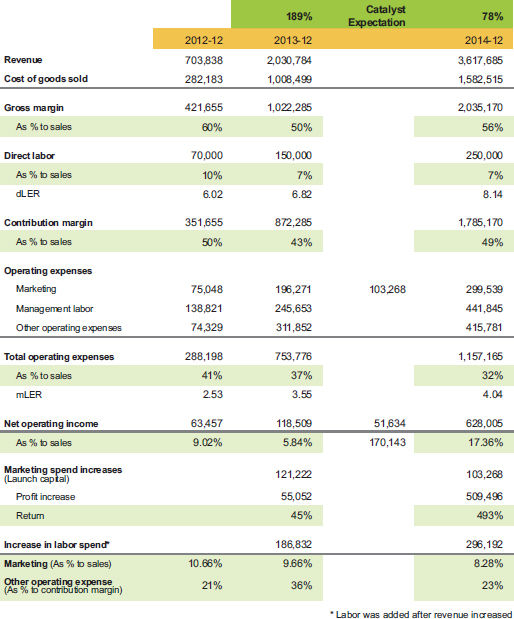 189% Catalyst Expectation 78%
2012-12 2013-12 2014-12
Revenue 703,838 2,030,784 3,617,685
Cost of goods sold 282,183 1,008,499 1,582,515
Gross margin 421,655 1,022,285 2,035,170
As % to sales 60% 50% 56%
Direct labor 70,000 150,000 250,000
As % to sales 10% 7% 7%
dLER 6.02 6.82 8.14
Contribution margin 351,655 872,285 1,785,170
As % to sales 50% 43% 49%
Operating expenses
Marketing 75,048 196,271 103,268 299,539
Management labor 138,821 245,653 441,845
Other operating expenses 74,329 311,852 415,781
Total operating expenses 288,198 753,776 1,157,165
As % to sales 41% 37% 32%
mLER 2.53 3.55 4.04
Net operating income 63,457 118,509 51,634 628,005
As % to sales 9.02% 5.84% 170,143 17.36%
Marketing spend increases
(Launch capital) 121,222 103,268
Profit increase 55,052 509,496
Return 45% 493%
Increase in labor spend* 186,832 296,192
Marketing (As % to sales) 10.66% 9.66% 8.28%
Other operating expense
(As % to contribution margin) 21% 36% 23%
* Labor was added after revenue increased